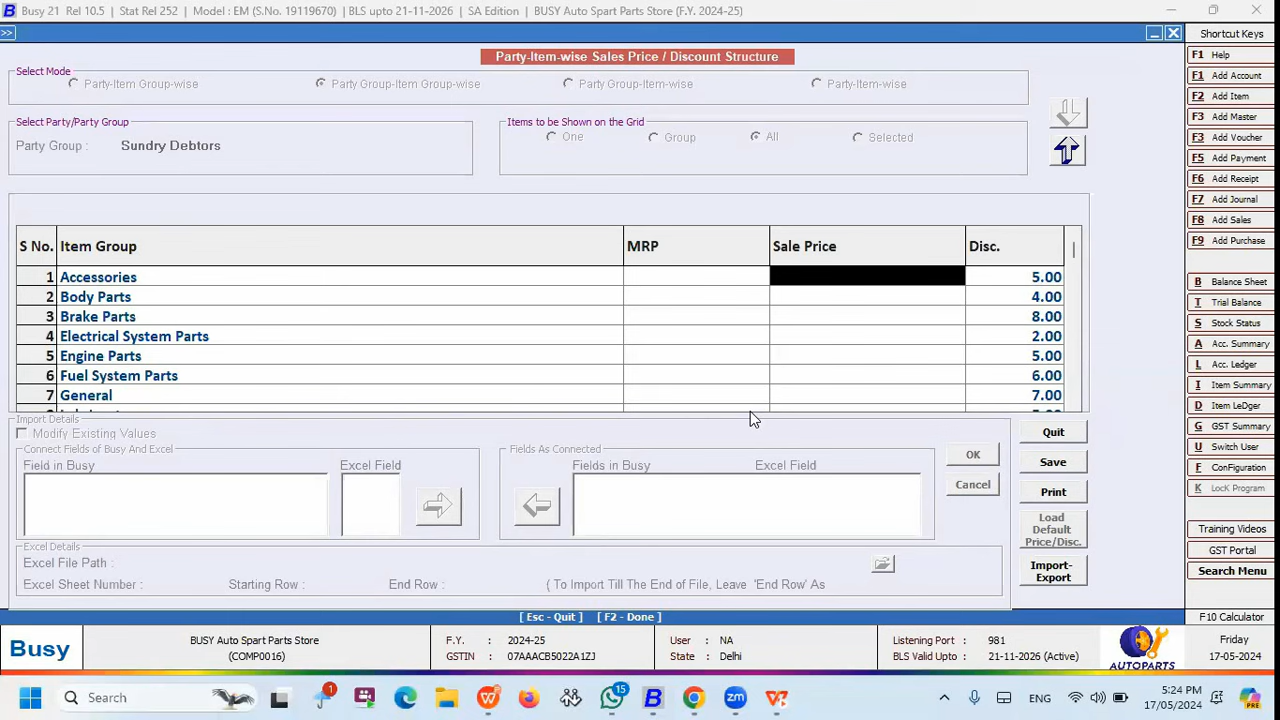 Busy 21 Rel 10.5 | Stat Rel 252 | Model : EM (S.No. 19119670) | BLS upto 21-11-2026 | SA Edition | BUSY Auto Spart Parts Store (F.Y. 2024-25)
>>
Party-Item-wise Sales Price / Discount Structure
Select Mode
Party-Item Group-wise Party Group-Item Group-wise Party Group-Item-wise Party-Item-wise
Select Party/Party Group
Party Group : Sundry Debtors
Items to be Shown on the Grid
One Group All Selected
S No. Item Group MRP Sale Price Disc.
1 Accessories 5.00
2 Body Parts 4.00
3 Brake Parts 8.00
4 Electrical System Parts 2.00
5 Engine Parts 5.00
6 Fuel System Parts 6.00
7 General 7.00
Import Details
Modify Existing Values
Connect Fields of Busy And Excel
Field in Busy Excel Field
Fields As Connected
Fields in Busy Excel Field
OK
Cancel
Excel Details
Excel File Path :
Excel Sheet Number : Starting Row : End Row : ( To Import Till The End of File, Leave 'End Row' As
Quit
Save
Print
Load
Default
Price/Disc.
Import-
Export
[ Esc - Quit ] [ F2 - Done ]
Shortcut Keys
F1 Help
F1 Add Account
F2 Add Item
F3 Add Master
F3 Add Voucher
F5 Add Payment
F6 Add Receipt
F7 Add Journal
F8 Add Sales
F9 Add Purchase
B Balance Sheet
T Trial Balance
S Stock Status
A Acc. Summary
L Acc. Ledger
I Item Summary
D Item LeDger
G GST Summary
U Switch User
F ConFiguration
K LocK Program
Training Videos
GST Portal
Search Menu
F10 Calculator
Busy
BUSY Auto Spart Parts Store
(COMP0016)
F.Y. : 2024-25
GSTIN : 07AAACB5022A1ZJ
User : NA
State : Delhi
Listening Port : 981
BLS Valid Upto : 21-11-2026 (Active)
AUTOPARTS
Friday
17-05-2024
Search
1
15
ENG
5:24 PM
17/05/2024
PRE